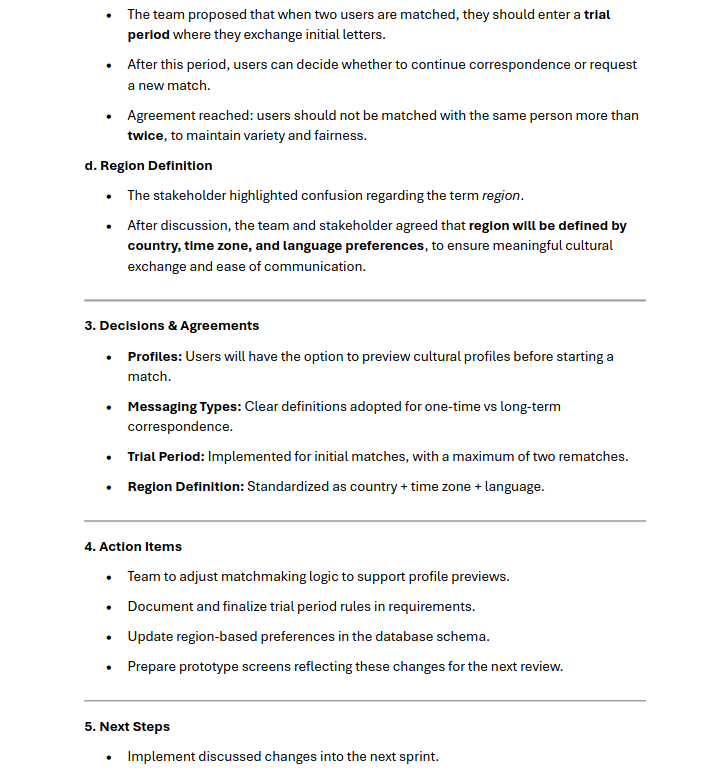 • The team proposed that when two users are matched, they should enter a trial
period where they exchange initial letters.
• After this period, users can decide whether to continue correspondence or request
a new match.
• Agreement reached: users should not be matched with the same person more than
twice, to maintain variety and fairness.
d. Region Definition
• The stakeholder highlighted confusion regarding the term region.
• After discussion, the team and stakeholder agreed that region will be defined by
country, time zone, and language preferences, to ensure meaningful cultural
exchange and ease of communication.
3. Decisions & Agreements
• Profiles: Users will have the option to preview cultural profiles before starting a
match.
• Messaging Types: Clear definitions adopted for one-time vs long-term
correspondence.
• Trial Period: Implemented for initial matches, with a maximum of two rematches.
• Region Definition: Standardized as country + time zone + language.
4. Action Items
• Team to adjust matchmaking logic to support profile previews.
• Document and finalize trial period rules in requirements.
• Update region-based preferences in the database schema.
• Prepare prototype screens reflecting these changes for the next review.
5. Next Steps
• Implement discussed changes into the next sprint.